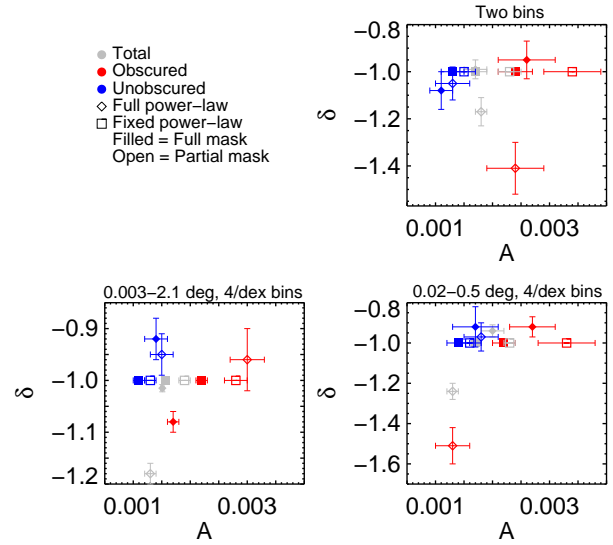 Two bins
Total
Obscured
Unobscured
Full power-law
Fixed power-law
Filled = Full mask
Open = Partial mask
−0.8
−1.0
−1.2
−1.4
δ
0.001
0.003
A
0.003−2.1 deg, 4/dex bins
−0.9
−1.0
−1.1
−1.2
δ
0.001
0.003
A
0.02−0.5 deg, 4/dex bins
−0.8
−1.0
−1.2
−1.4
−1.6
δ
0.001
0.003
A